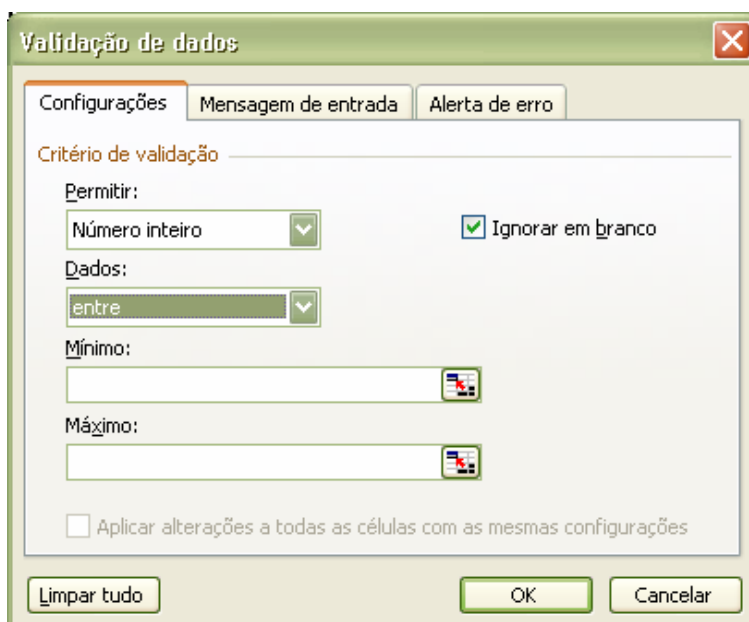 Validação de dados
Configurações Mensagem de entrada Alerta de erro
Critério de validação
Permitir:
Número inteiro Ignorar em branco
Dados:
entre
Mínimo:
Máximo:
Aplicar alterações a todas as células com as mesmas configurações
Limpar tudo OK Cancelar